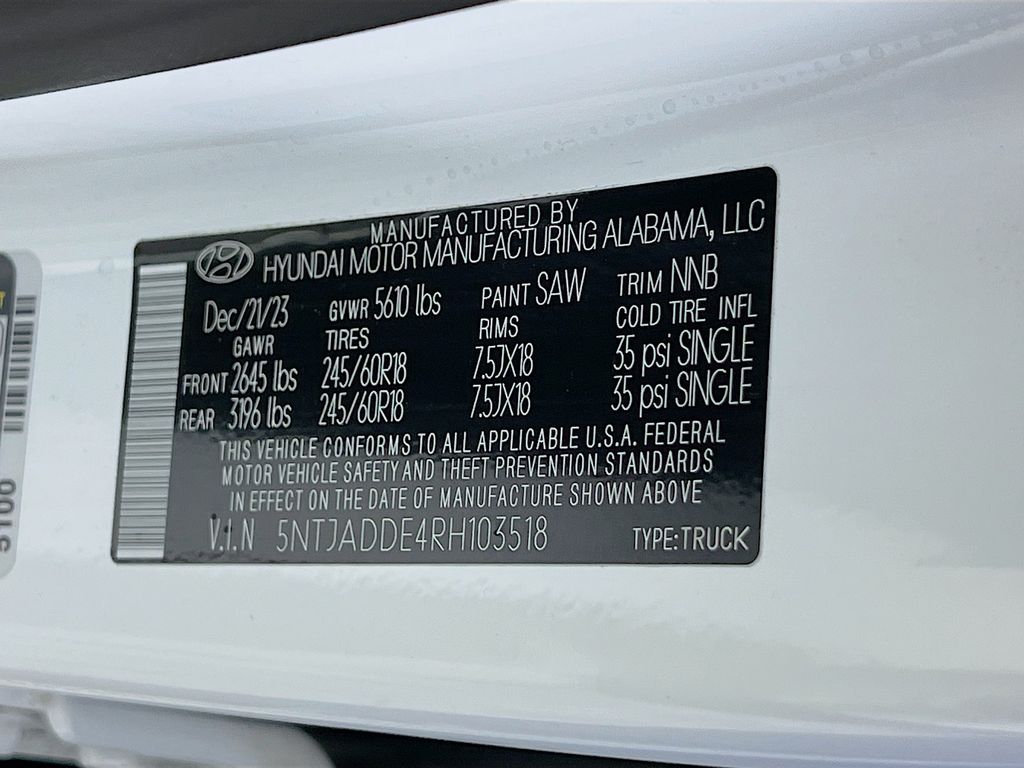 MANUFACTURED BY
HYUNDAI MOTOR MANUFACTURING ALABAMA, LLC
Dec/21/23 GVWR 5610 lbs PAINT SAW TRIM NNB
GAWR TIRES RIMS COLD TIRE INFL
FRONT 2645 lbs 245/60R18 7.5JX18 35 psi SINGLE
REAR 3196 lbs 245/60R18 7.5JX18 35 psi SINGLE
THIS VEHICLE CONFORMS TO ALL APPLICABLE U.S.A. FEDERAL
MOTOR VEHICLE SAFETY AND THEFT PREVENTION STANDARDS
IN EFFECT ON THE DATE OF MANUFACTURE SHOWN ABOVE
V.I.N 5NTJADDE4RH103518 TYPE:TRUCK
5100